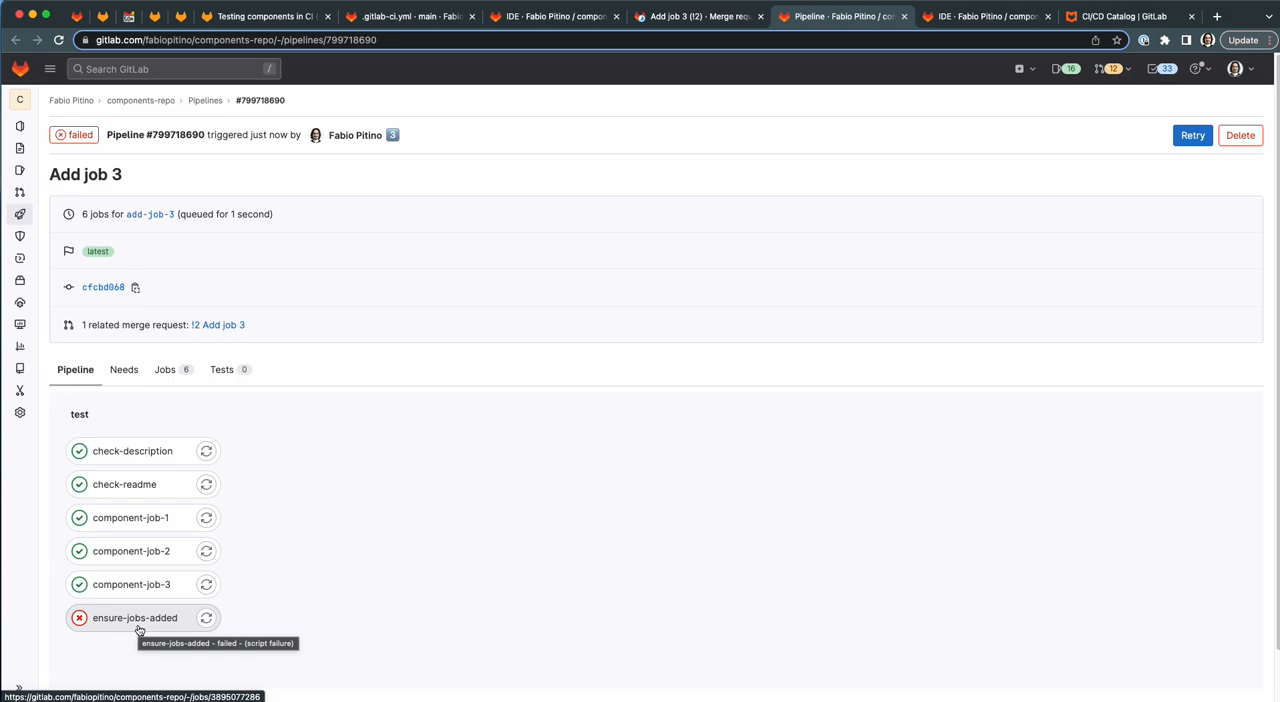 Testing components in CI (
.gitlab-ci.yml · main · Fabio
IDE · Fabio Pitino / compon
Add job 3 (!2) · Merge requ
Pipeline · Fabio Pitino / con
IDE · Fabio Pitino / compon
CI/CD Catalog | GitLab
gitlab.com/fabiopitino/components-repo/-/pipelines/799718690
Update
Search GitLab /
16 12 33
C
Fabio Pitino › components-repo › Pipelines › #799718690
failed Pipeline #799718690 triggered just now by Fabio Pitino 3
Retry Delete
Add job 3
6 jobs for add-job-3 (queued for 1 second)
latest
cfcbd068
1 related merge request: !2 Add job 3
Pipeline Needs Jobs 6 Tests 0
test
check-description
check-readme
component-job-1
component-job-2
component-job-3
ensure-jobs-added
ensure-jobs-added - failed - (script failure)
https://gitlab.com/fabiopitino/components-repo/-/jobs/3895077286